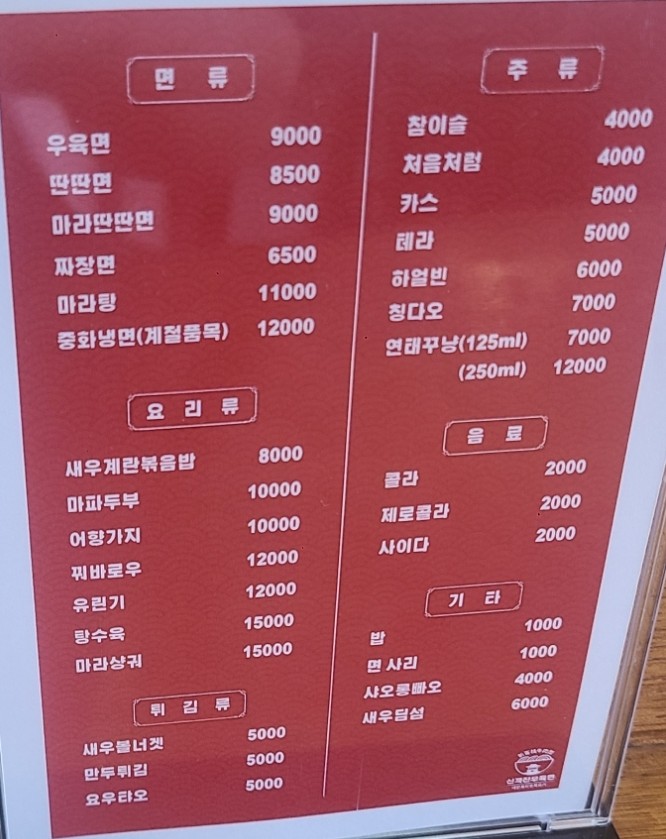 면 류
우육면 9000
딴딴면 8500
마라딴딴면 9000
짜장면 6500
마라탕 11000
중화냉면(계절품목) 12000
요 리 류
새우계란볶음밥 8000
마파두부 10000
어향가지 10000
꿔바로우 12000
유린기 12000
탕수육 15000
마라샹궈 15000
튀 김 류
새우볼너겟 5000
만두튀김 5000
요우탸오 5000
주 류
참이슬 4000
처음처럼 4000
카스 5000
테라 5000
하얼빈 6000
칭다오 7000
연태꾸냥(125ml) 7000
(250ml) 12000
음 료
콜라 2000
제로콜라 2000
사이다 2000
기 타
밥 1000
면 사리 1000
샤오롱빠오 4000
새우딤섬 6000